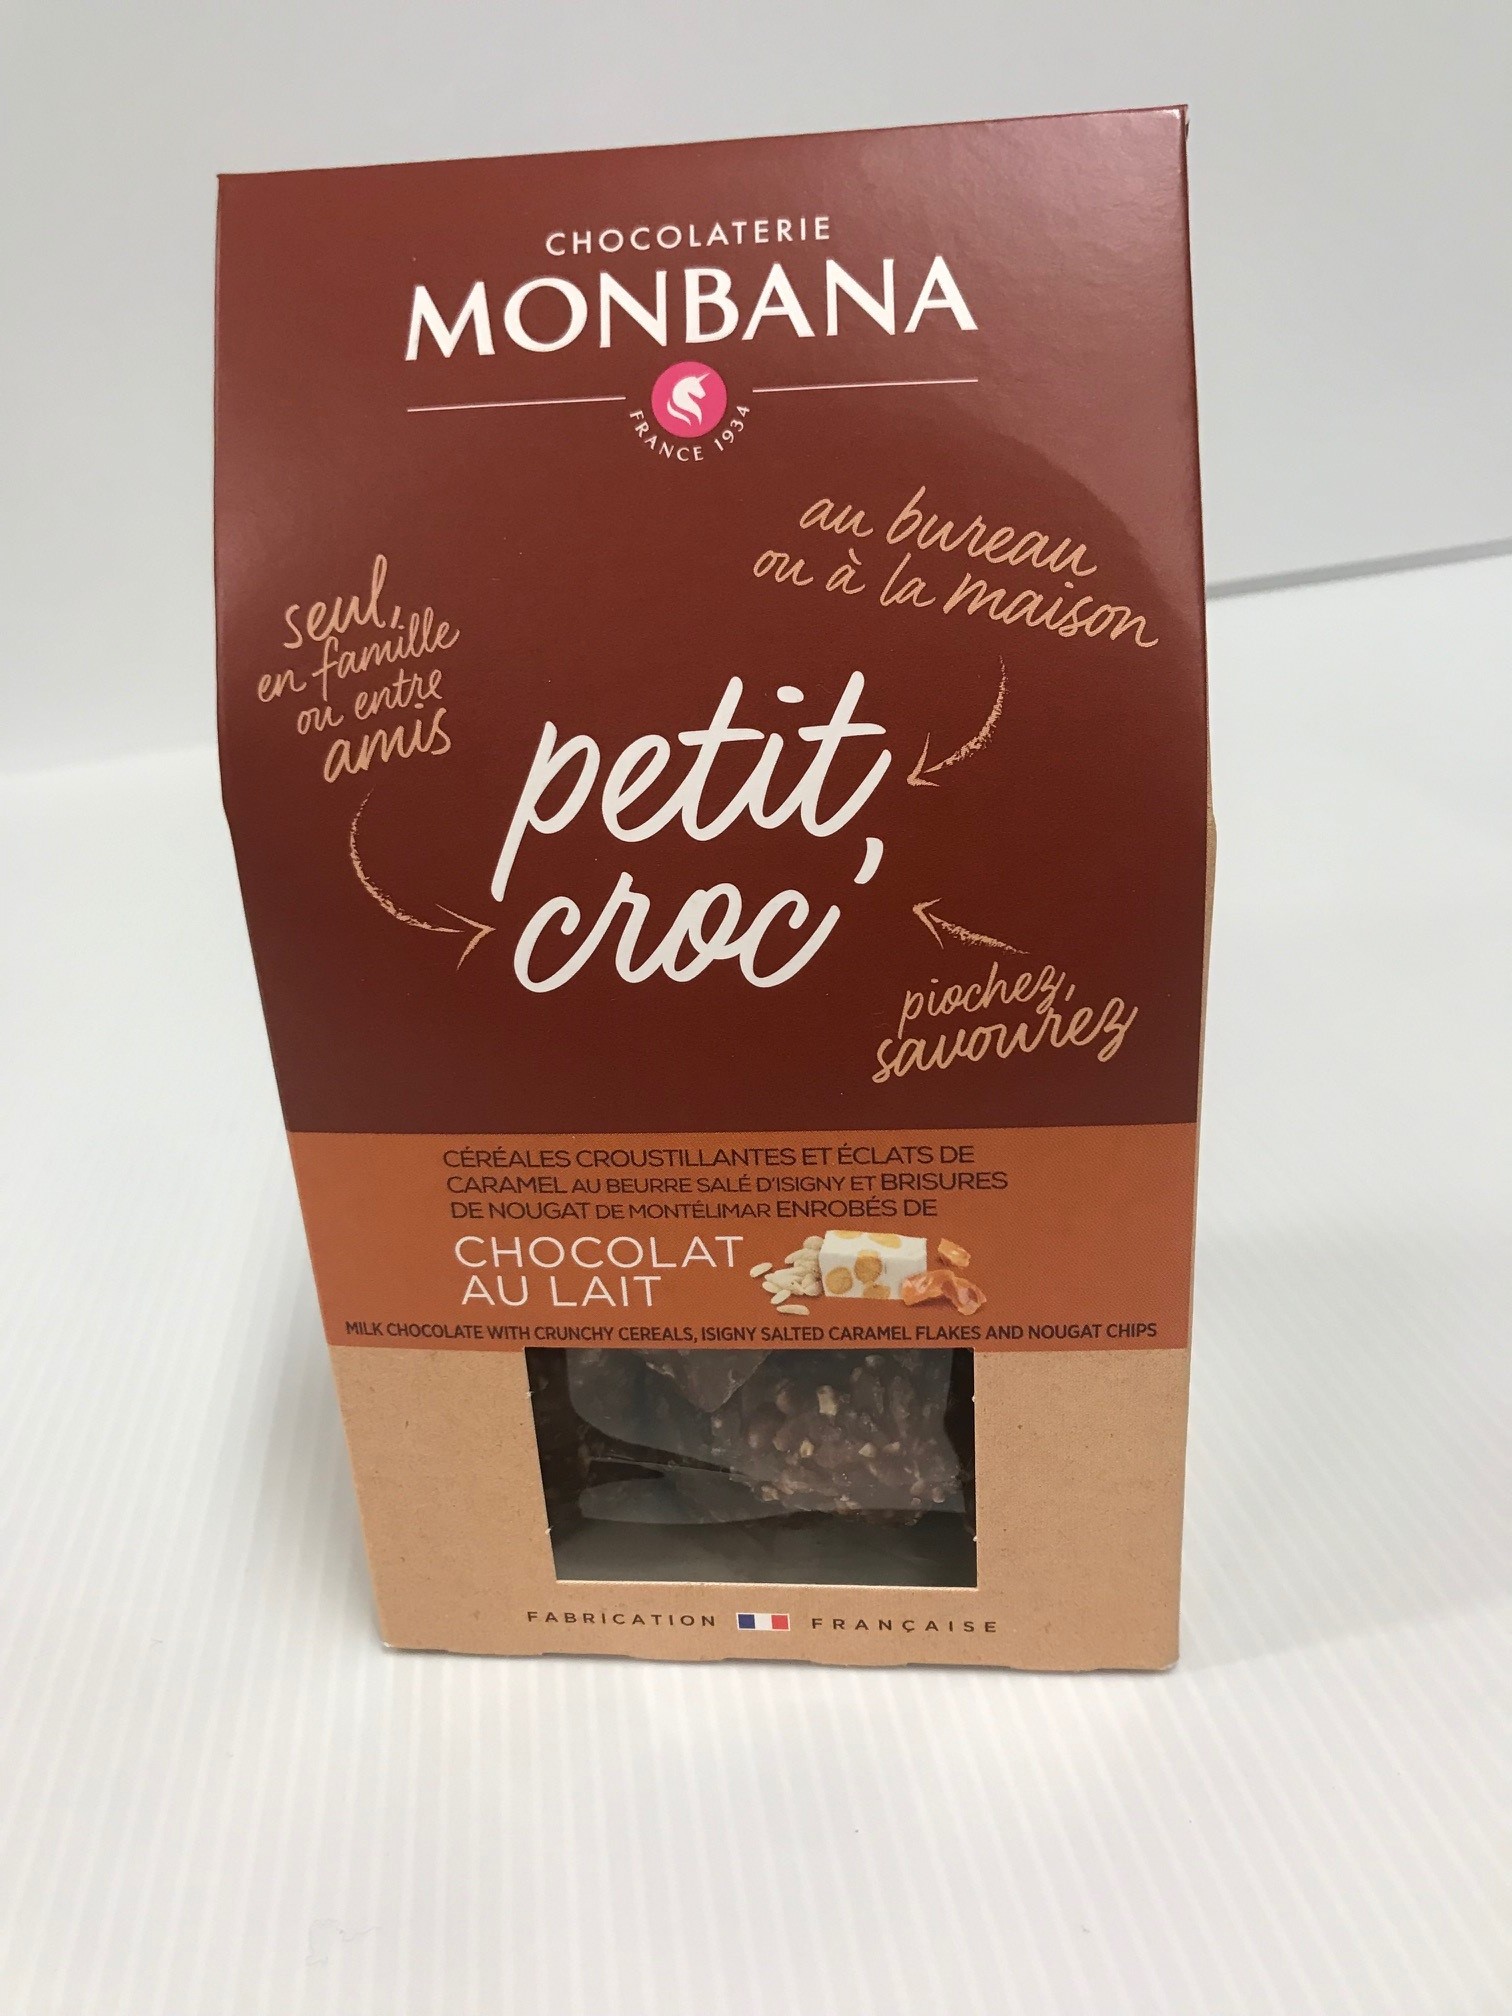 CHOCOLATERIE
MONBANA
FRANCE 1934
au bureau
ou à la maison
seul,
en famille
ou entre
amis
petit
croc'
piochez,
savourez
CÉRÉALES CROUSTILLANTES ET ÉCLATS DE
CARAMEL AU BEURRE SALÉ D'ISIGNY ET BRISURES
DE NOUGAT DE MONTÉLIMAR ENROBÉS DE
CHOCOLAT
AU LAIT
MILK CHOCOLATE WITH CRUNCHY CEREALS, ISIGNY SALTED CARAMEL FLAKES AND NOUGAT CHIPS
FABRICATION FRANÇAISE